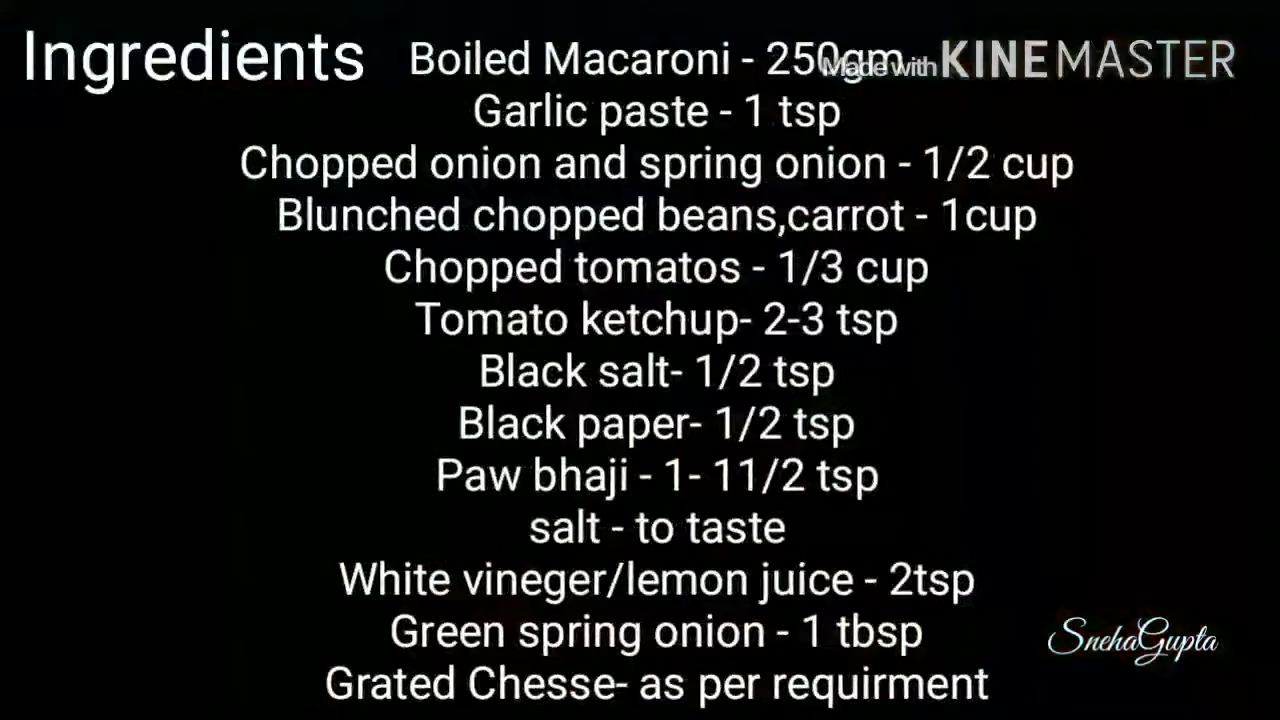 Ingredients
Boiled Macaroni - 250gm
Made with KINEMASTER
Garlic paste - 1 tsp
Chopped onion and spring onion - 1/2 cup
Blunched chopped beans,carrot - 1cup
Chopped tomatos - 1/3 cup
Tomato ketchup- 2-3 tsp
Black salt- 1/2 tsp
Black paper- 1/2 tsp
Paw bhaji - 1- 11/2 tsp
salt - to taste
White vineger/lemon juice - 2tsp
Green spring onion - 1 tbsp
SnehaGupta
Grated Chesse- as per requirment